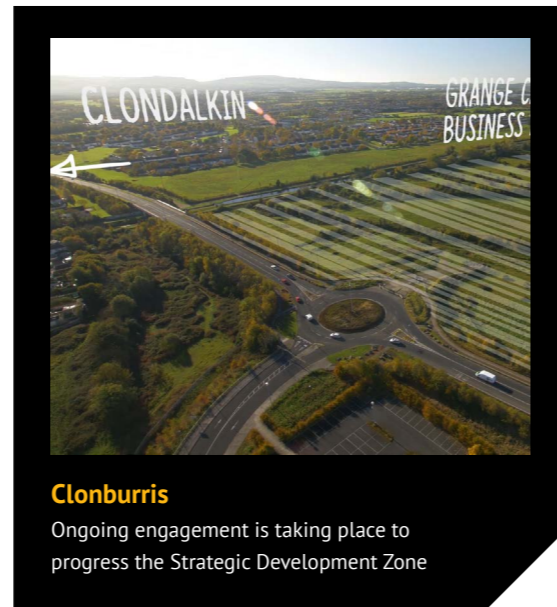 CLONDALKIN
GRANGE C
BUSINESS
Clonburris
Ongoing engagement is taking place to
progress the Strategic Development Zone